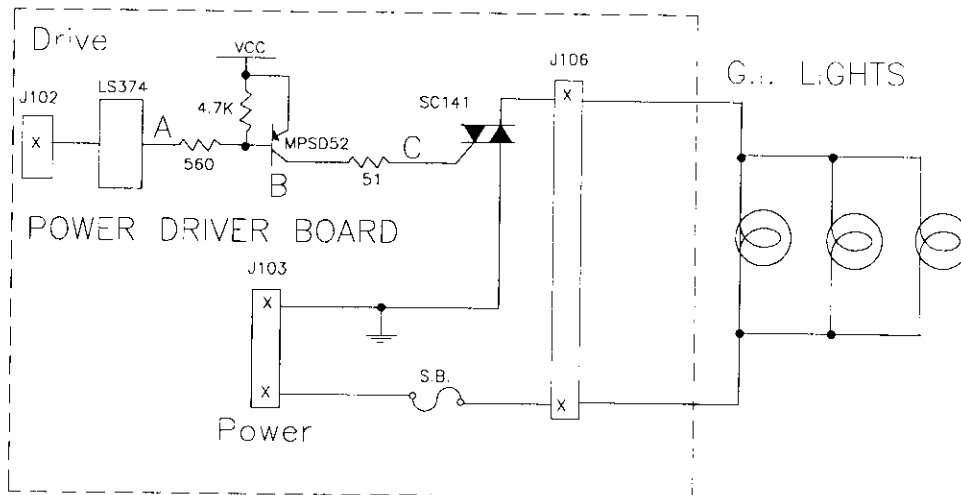 Drive
VCC
J106
J102
LS374
G... LIGHTS
4.7K
SC141
A
MPSD52
C
560
B
51
POWER DRIVER BOARD
J103
X
X
X
X
X
S.B.
Power